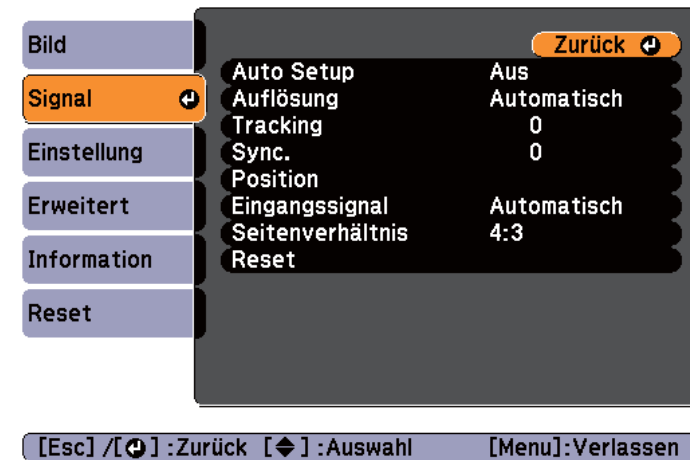 Bild
Signal
Einstellung
Erweitert
Information
Reset
Zurück
Auto Setup Aus
Auflösung Automatisch
Tracking 0
Sync. 0
Position
Eingangssignal Automatisch
Seitenverhältnis 4:3
Reset
[Esc] /[⏎] :Zurück [◆] :Auswahl [Menu]:Verlassen